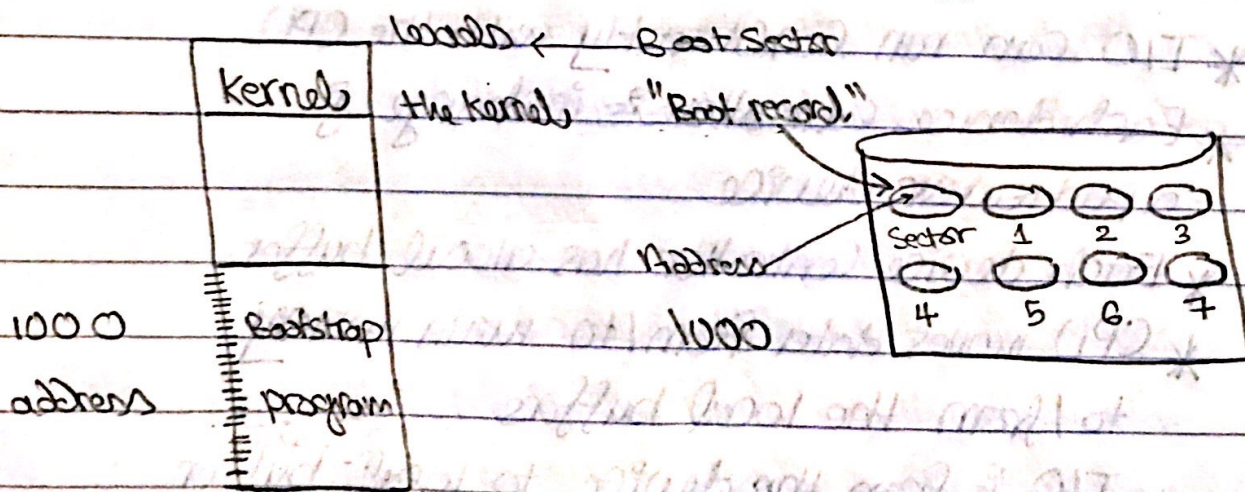 loads ← Boot Sector
Kernel
the kernel "Boot record."
Sector 1 2 3
Address
4 5 6. 7
1000 Bootstrap 1000
address program